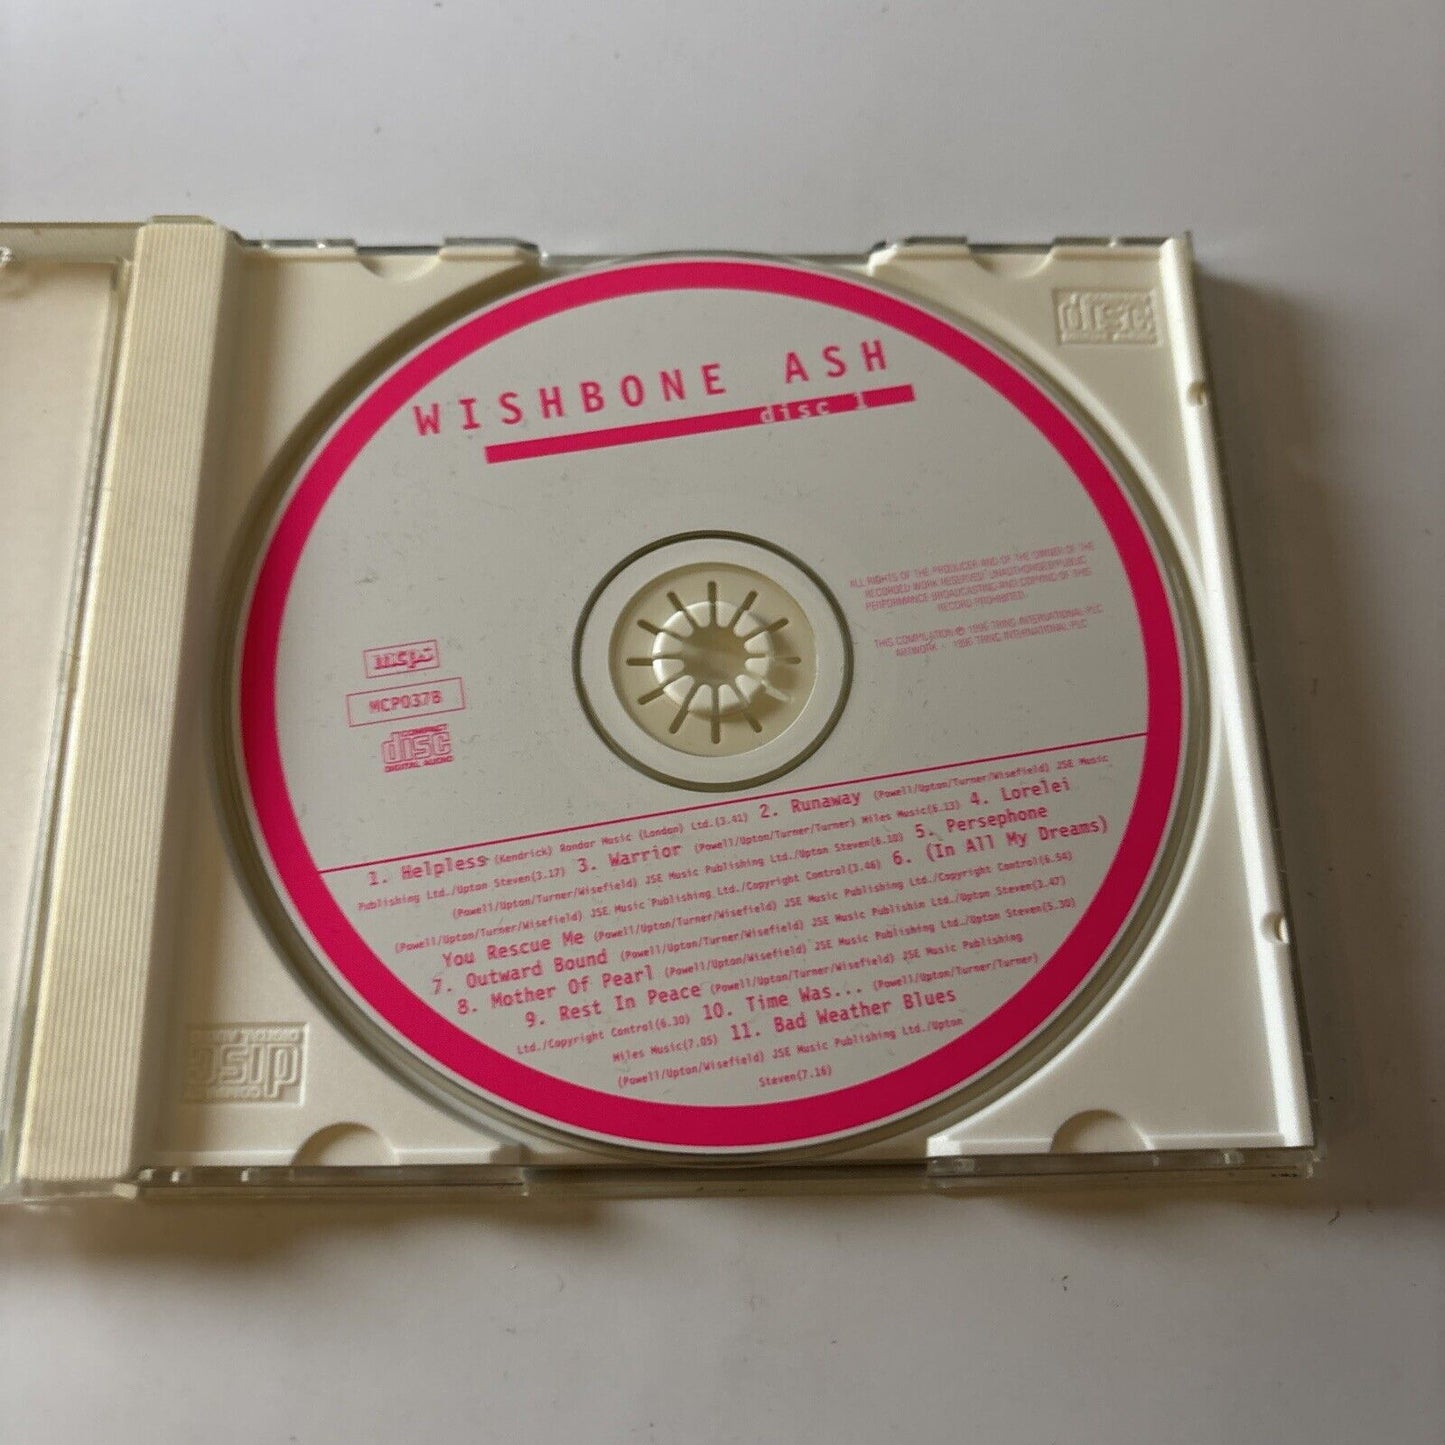 WISHBONE ASH
disc 1
ALL RIGHTS OF THE PRODUCER AND OF THE OWNER OF THE
RECORDED WORK RESERVED/ UNAUTHORISED/PUBLIC
PERFORMANCE BROADCASTING/AND COPYING OF THIS
RECORD PROHIBITED.
THIS COMPILATION ℗ 1996 TRING INTERNATIONAL PLC
ARTWORK 1996 TRING INTERNATIONAL PLC
mcps
MCP037B
COMPACT
disc
DIGITAL AUDIO
1. Helpless (Kendrick) Rondor Music (London) Ltd.(3.41) 2. Runaway (Powell/Upton/Turner/Wisefield) JSE Music
Publishing Ltd./Upton Steven(3.17) 3. Warrior (Powell/Upton/Turner/Turner) Miles Music(6.13) 4. Lorelei
(Powell/Upton/Turner/Wisefield) JSE Music Publishing Ltd./Upton Steven(6.10) 5. Persephone
(Powell/Upton/Turner/Wisefield) JSE Music Publishing Ltd./Copyright Control(3.46) 6. (In All My Dreams)
You Rescue Me (Powell/Upton/Turner/Wisefield) JSE Music Publishing Ltd./Copyright Control(6.54)
7. Outward Bound (Powell/Upton/Turner/Wisefield) JSE Music Publishin Ltd./Upton Steven(3.47)
8. Mother Of Pearl (Powell/Upton/Wisefield) JSE Music Publishing Ltd./Upton Steven(5.30)
9. Rest In Peace (Powell/Upton/Turner/Wisefield) JSE Music Publishing
Ltd./Copyright Control(6.30) 10. Time Was... (Powell/Upton/Turner/Turner)
Miles Music(7.05) 11. Bad Weather Blues
(Powell/Upton/Wisefield) JSE Music Publishing Ltd./Upton
Steven(7.16)
disc
disc